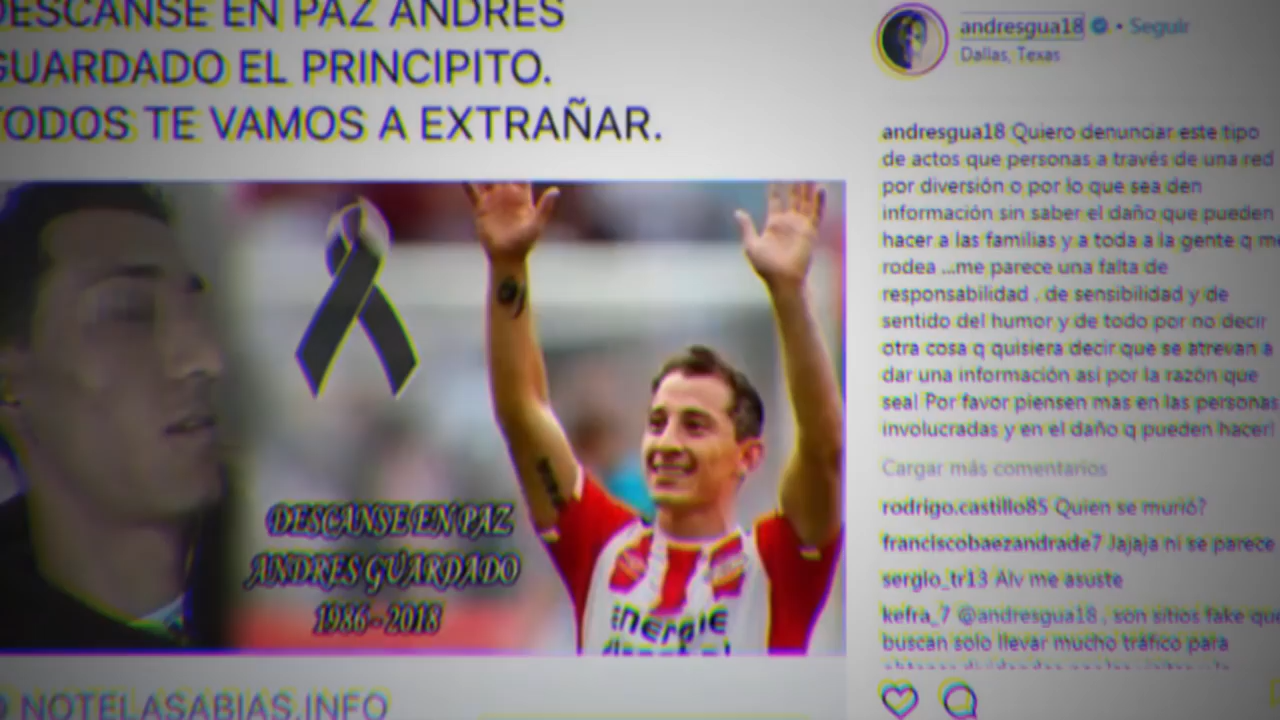 DESCANSE EN PAZ ANDRES
GUARDADO EL PRINCIPITO.
TODOS TE VAMOS A EXTRAÑAR.
DESCANSE EN PAZ
ANDRES GUARDADO
1986 - 2018
ENERGIE
NOTELASABIAS.INFO
andresgua18 • Seguir
Dallas, Texas
andresgua18 Quiero denunciar este tipo
de actos que personas a través de una red
por diversión o por lo que sea den
información sin saber el daño que pueden
hacer a las familias y a toda a la gente q me
rodea ...me parece una falta de
responsabilidad , de sensibilidad y de
sentido del humor y de todo por no decir
otra cosa q quisiera decir que se atrevan a
dar una información así por la razón que
sea! Por favor piensen mas en las personas
involucradas y en el daño q pueden hacer!
Cargar más comentarios
rodrigo.castillo85 Quien se murió?
franciscobaezandrade7 Jajaja ni se parece
sergio_tr13 Alv me asuste
kefra_7 @andresgua18 , son sitios fake que
buscan solo llevar mucho tráfico para